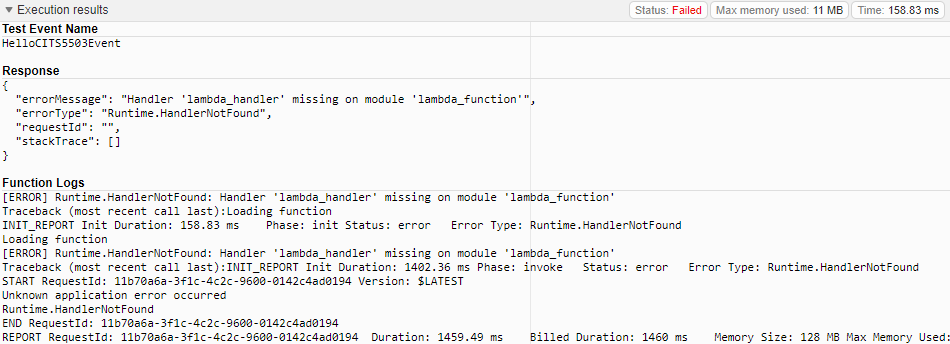 Execution results Status: Failed Max memory used: 11 MB Time: 158.83 ms
Test Event Name
HelloCITS5503Event
Response
{
  "errorMessage": "Handler 'lambda_handler' missing on module 'lambda_function'",
  "errorType": "Runtime.HandlerNotFound",
  "requestId": "",
  "stackTrace": []
}
Function Logs
[ERROR] Runtime.HandlerNotFound: Handler 'lambda_handler' missing on module 'lambda_function'
Traceback (most recent call last):Loading function
INIT_REPORT Init Duration: 158.83 ms    Phase: init Status: error   Error Type: Runtime.HandlerNotFound
Loading function
[ERROR] Runtime.HandlerNotFound: Handler 'lambda_handler' missing on module 'lambda_function'
Traceback (most recent call last):INIT_REPORT Init Duration: 1402.36 ms Phase: invoke   Status: error   Error Type: Runtime.HandlerNotFound
START RequestId: 11b70a6a-3f1c-4c2c-9600-0142c4ad0194 Version: $LATEST
Unknown application error occurred
Runtime.HandlerNotFound
END RequestId: 11b70a6a-3f1c-4c2c-9600-0142c4ad0194
REPORT RequestId: 11b70a6a-3f1c-4c2c-9600-0142c4ad0194  Duration: 1459.49 ms    Billed Duration: 1460 ms    Memory Size: 128 MB Max Memory Used: